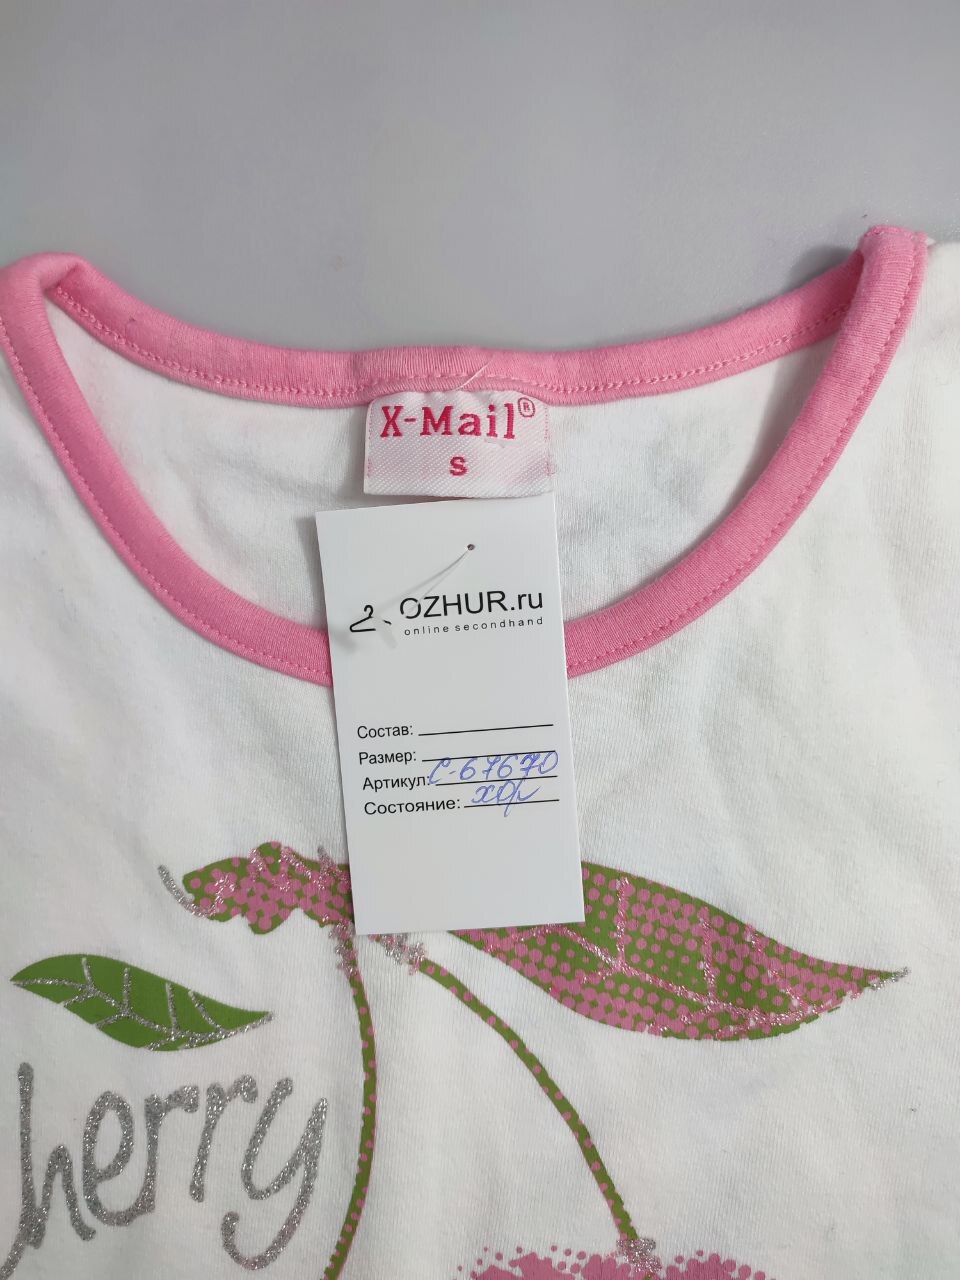 X-Mail®
S
OZHUR.ru
online secondhand
Состав:
Размер:
Артикул: С-67670
Состояние: хор
herry